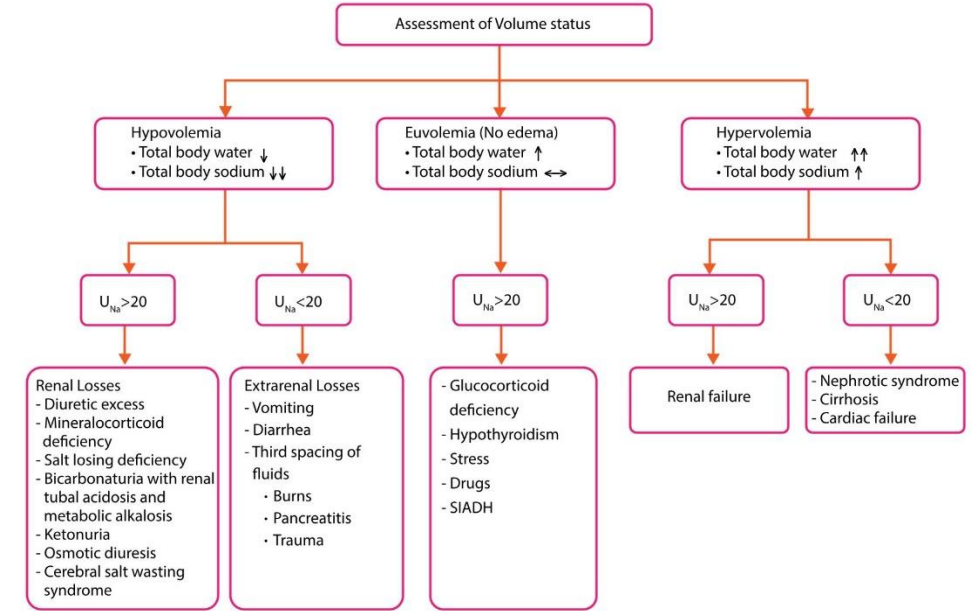 Assessment of Volume status
Hypovolemia
• Total body water ↓
• Total body sodium ↓↓
Euvolemia (No edema)
• Total body water ↑
• Total body sodium ↔
Hypervolemia
• Total body water ↑↑
• Total body sodium ↑
UNa>20
UNa<20
UNa>20
UNa>20
UNa<20
Renal Losses
- Diuretic excess
- Mineralocorticoid
deficiency
- Salt losing deficiency
- Bicarbonaturia with renal
tubal acidosis and
metabolic alkalosis
- Ketonuria
- Osmotic diuresis
- Cerebral salt wasting
syndrome
Extrarenal Losses
- Vomiting
- Diarrhea
- Third spacing of
fluids
• Burns
• Pancreatitis
• Trauma
- Glucocorticoid
deficiency
- Hypothyroidism
- Stress
- Drugs
- SIADH
Renal failure
- Nephrotic syndrome
- Cirrhosis
- Cardiac failure